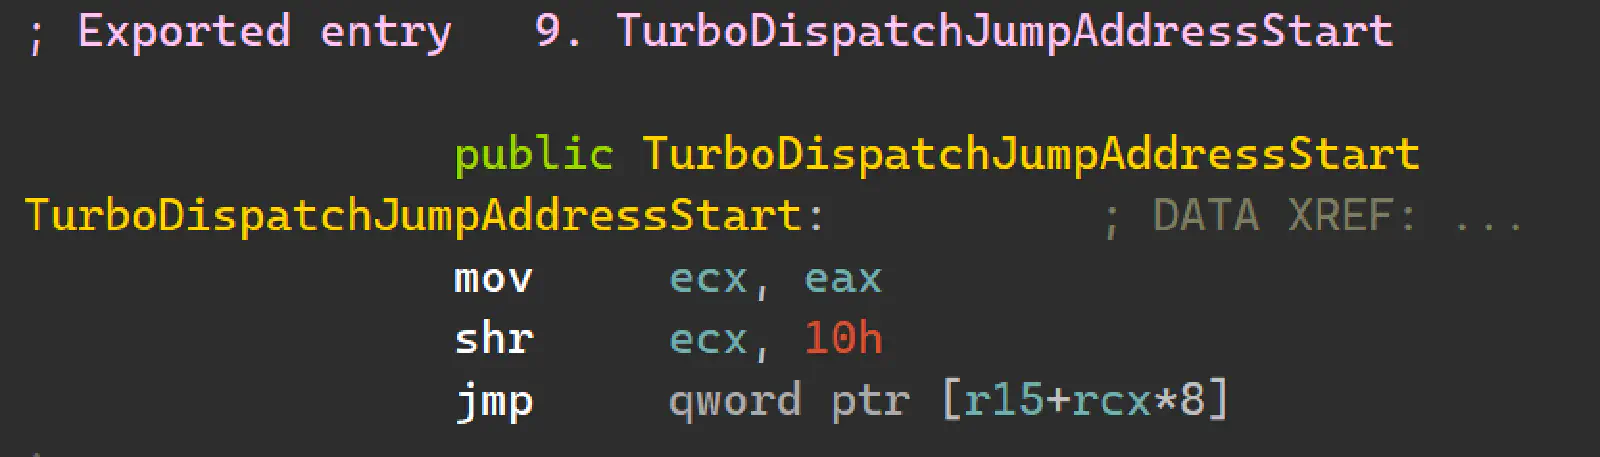 ; Exported entry   9. TurboDispatchJumpAddressStart
public TurboDispatchJumpAddressStart
TurboDispatchJumpAddressStart:          ; DATA XREF: ...
mov     ecx, eax
shr     ecx, 10h
jmp     qword ptr [r15+rcx*8]